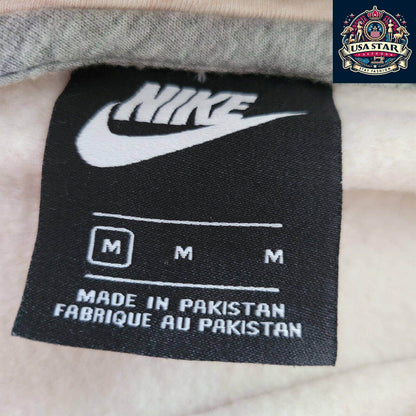 USA STAR
NIKE
M M M
MADE IN PAKISTAN
FABRIQUE AU PAKISTAN